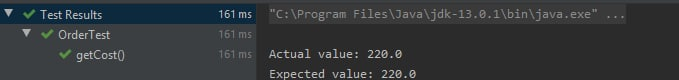 Test Results 161 ms
OrderTest 161 ms
getCost() 161 ms
"C:\Program Files\Java\jdk-13.0.1\bin\java.exe" ...
Actual value: 220.0
Expected value: 220.0